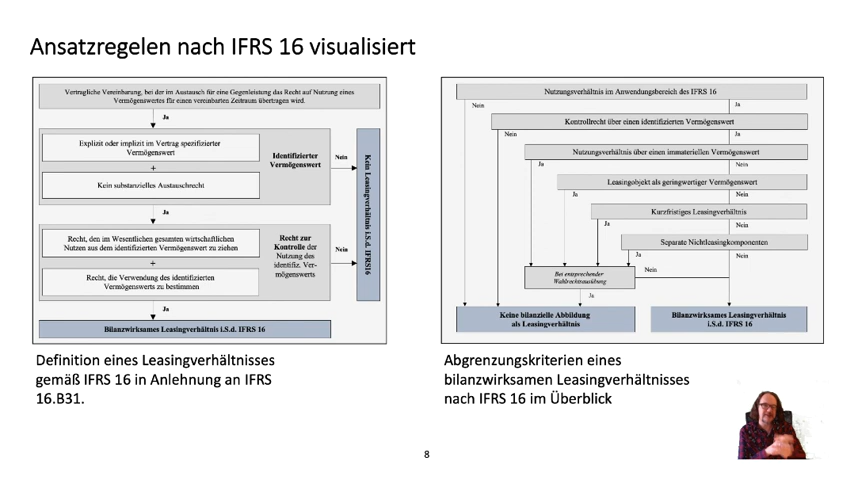 Ansatzregelen nach IFRS 16 visualisiert
Vertragliche Vereinbarung, bei der im Austausch für eine Gegenleistung das Recht auf Nutzung eines
Vermögenswertes für einen vereinbarten Zeitraum übertragen wird.
Ja
Explizit oder implizit im Vertrag spezifizierter
Vermögenswert
+
Kein substanzielles Austauschrecht
Identifizierter
Vermögenswert
Nein
Ja
Recht, den im Wesentlichen gesamten wirtschaftlichen
Nutzen aus dem identifizierten Vermögenswert zu ziehen
+
Recht, die Verwendung des identifizierten
Vermögenswerts zu bestimmen
Recht zur
Kontrolle der
Nutzung des
identifiz. Ver-
mögenswerts
Nein
Kein Leasingverhältnis i.S.d. IFRS16
Ja
Bilanzwirksames Leasingverhältnis i.S.d. IFRS 16
Definition eines Leasingverhältnisses
gemäß IFRS 16 in Anlehnung an IFRS
16.B31.
Nutzungsverhältnis im Anwendungsbereich des IFRS 16
Nein
Ja
Kontrollrecht über einen identifizierten Vermögenswert
Nein
Ja
Nutzungsverhältnis über einen immateriellen Vermögenswert
Ja
Nein
Leasingobjekt als geringwertiger Vermögenswert
Ja
Nein
Kurzfristiges Leasingverhältnis
Ja
Nein
Separate Nichtleasingkomponenten
Ja
Nein
Bei entsprechender
Wahlrechtsausübung
Nein
Ja
Keine bilanzielle Abbildung
als Leasingverhältnis
Bilanzwirksames Leasingverhältnis
i.S.d. IFRS 16
Abgrenzungskriterien eines
bilanzwirksamen Leasingverhältnisses
nach IFRS 16 im Überblick
8